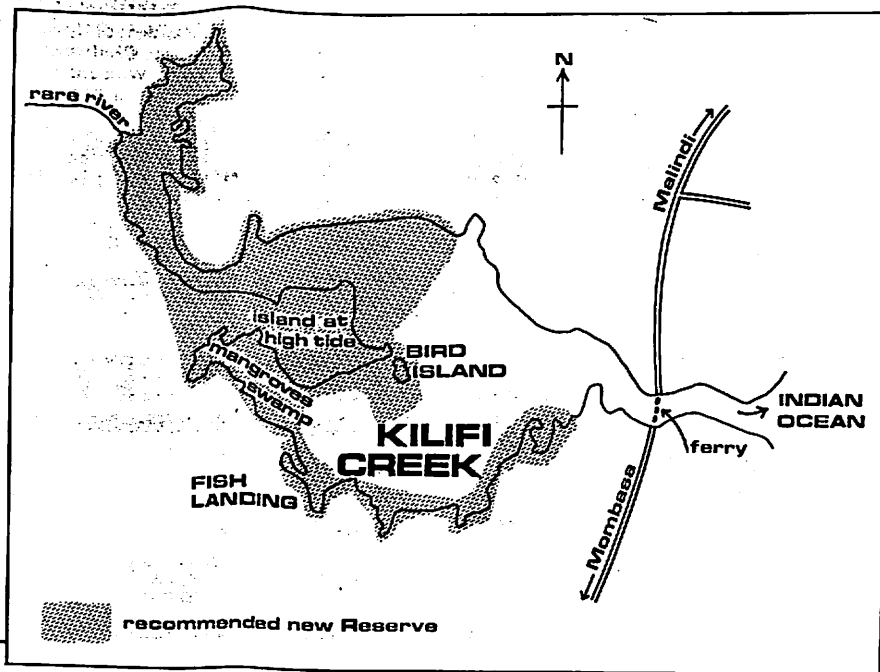 rare river
N
Malindi
island at
high tide
mangroves
swamp
BIRD
ISLAND
KILIFI
CREEK
INDIAN
OCEAN
ferry
FISH
LANDING
Mombasa
recommended new Reserve